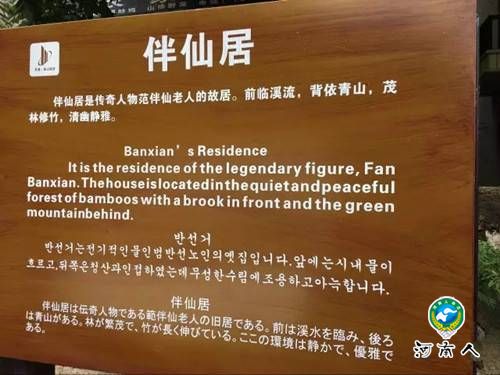 伴仙居
伴仙居是传奇人物范伴仙老人的故居。前临溪流，背依青山，茂
林修竹，清幽静雅。
Banxian's Residence
It is the residence of the legendary figure, Fan
Banxian. The house is located in the quiet and peaceful
forest of bamboos with a brook in front and the green
mountain behind.
반선거
반선거는 전기적인 물인 범반선 노인의 옛집입니다. 앞에는 시내물이
흐르고, 뒤쪽은 청산과 인접하였는데 무성한 수림에 조용하고 아늑합니다.
伴仙居
伴仙居は伝奇人物である範伴仙老人の旧居である。前は溪水を臨み、後ろ
は青山がある。林が繁茂で、竹が長く伸びている。ここの環境は静かで、優雅で
ある。
河南人